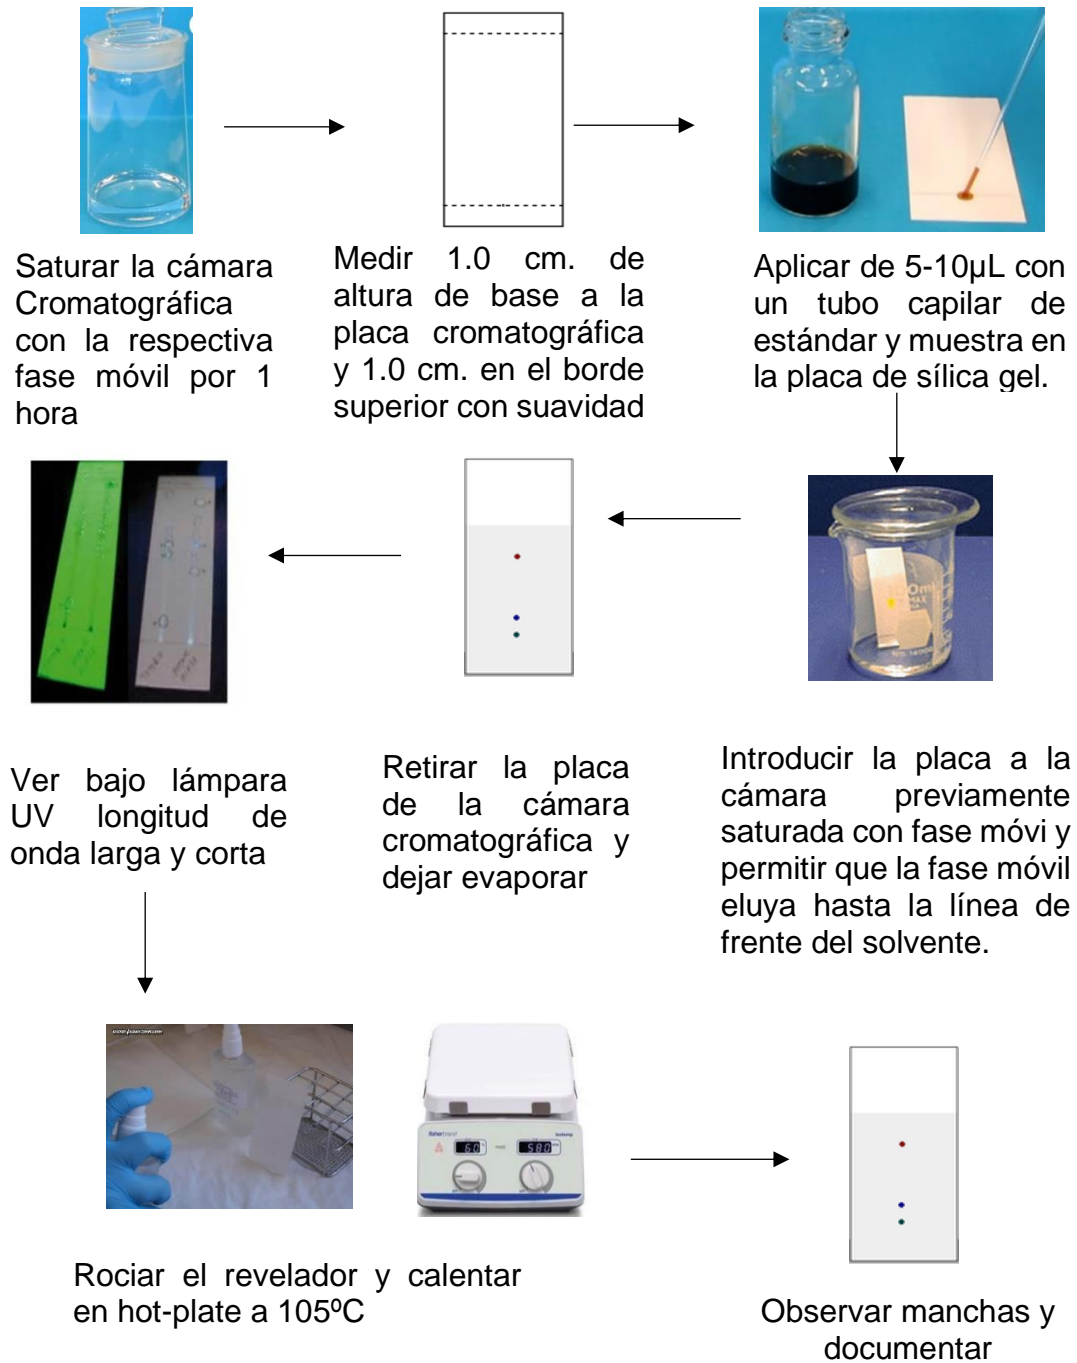 Saturar la cámara
Cromatográfica
con la respectiva
fase móvil por 1
hora
Medir 1.0 cm. de
altura de base a la
placa cromatográfica
y 1.0 cm. en el borde
superior con suavidad
Aplicar de 5-10µL con
un tubo capilar de
estándar y muestra en
la placa de sílica gel.
Introducir la placa a la
cámara previamente
saturada con fase móvi y
permitir que la fase móvil
eluya hasta la línea de
frente del solvente.
Retirar la placa
de la cámara
cromatográfica y
dejar evaporar
Ver bajo lámpara
UV longitud de
onda larga y corta
60
580
Rociar el revelador y calentar
en hot-plate a 105ºC
Observar manchas y
documentar